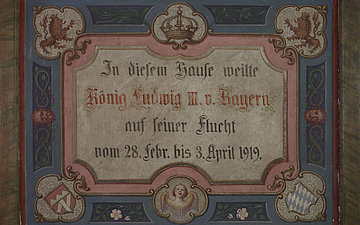 In diesem Hause weilte
König Ludwig III. v. Bayern
auf seiner Flucht
vom 28. Febr. bis 3. April 1919.